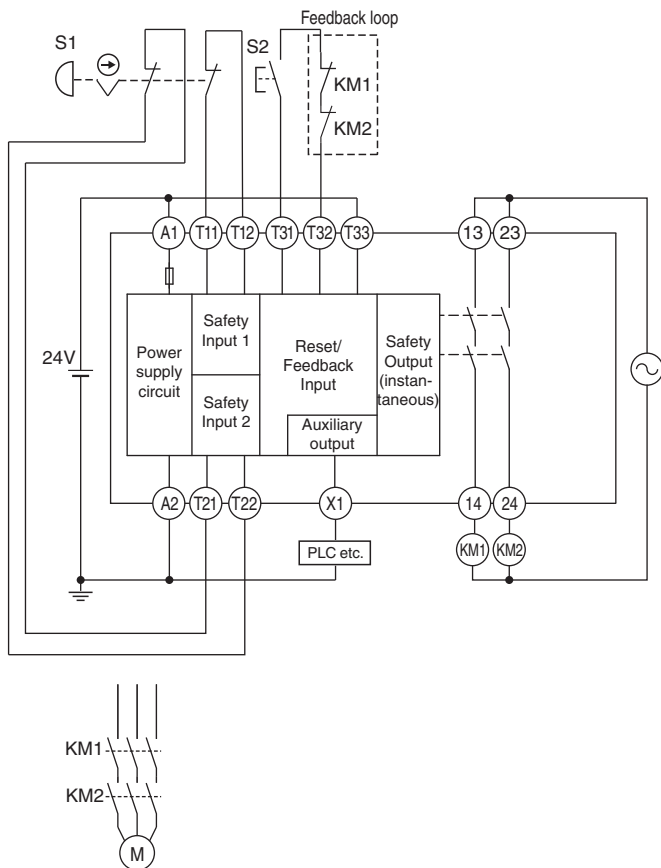 Feedback loop
S1
S2
KM1
KM2
A1
T11
T12
T31
T32
T33
13
23
24V
Power
supply
circuit
Safety
Input 1
Safety
Input 2
Reset/
Feedback
Input
Auxiliary
output
Safety
Output
(instan-
taneous)
A2
T21
T22
X1
14
24
PLC etc.
KM1
KM2
KM1
KM2
M